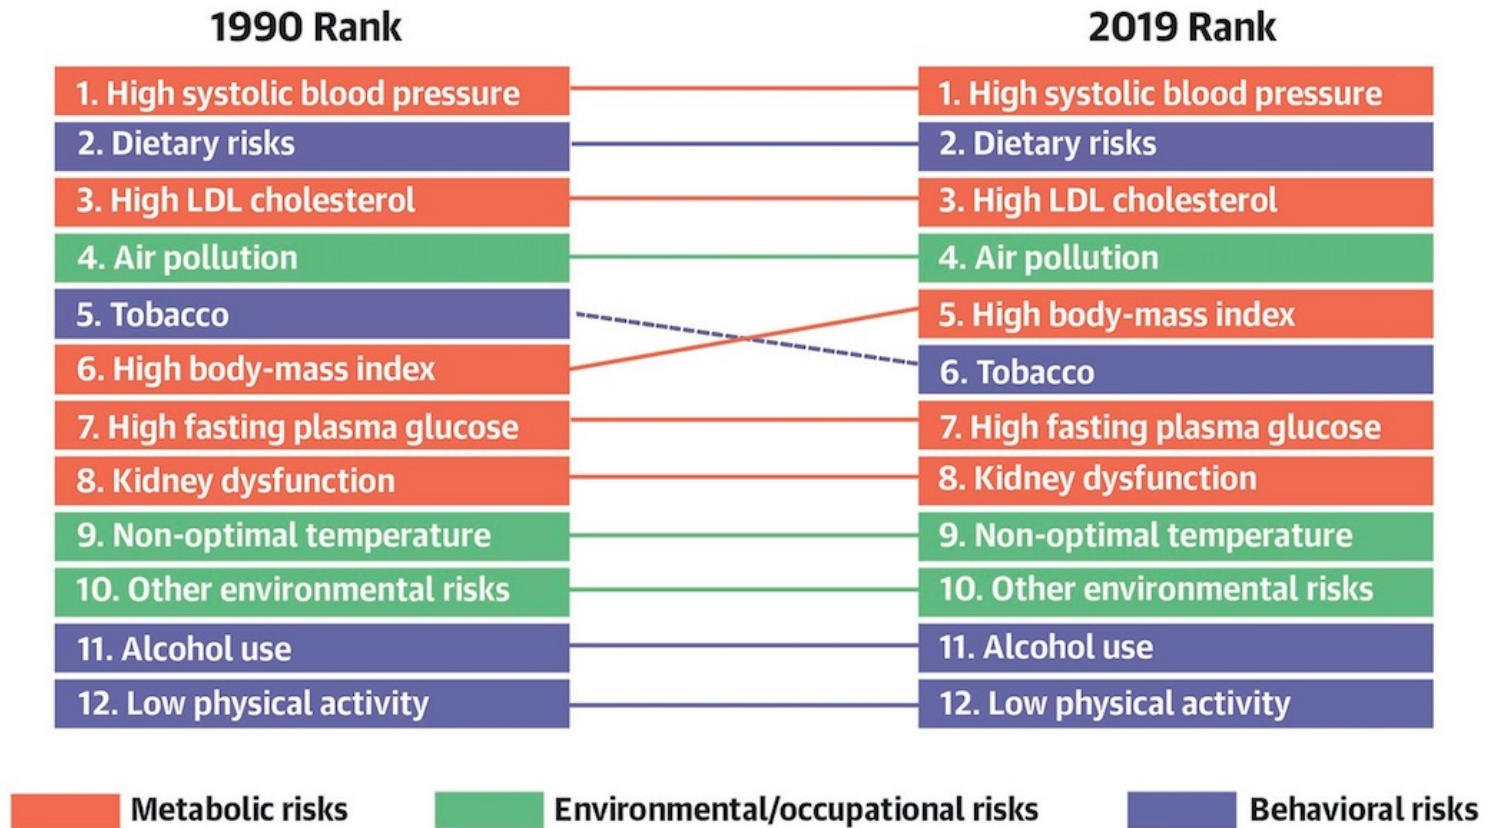 1990 Rank
2019 Rank
1. High systolic blood pressure
1. High systolic blood pressure
2. Dietary risks
2. Dietary risks
3. High LDL cholesterol
3. High LDL cholesterol
4. Air pollution
4. Air pollution
5. Tobacco
5. High body-mass index
6. High body-mass index
6. Tobacco
7. High fasting plasma glucose
7. High fasting plasma glucose
8. Kidney dysfunction
8. Kidney dysfunction
9. Non-optimal temperature
9. Non-optimal temperature
10. Other environmental risks
10. Other environmental risks
11. Alcohol use
11. Alcohol use
12. Low physical activity
12. Low physical activity
Metabolic risks
Environmental/occupational risks
Behavioral risks